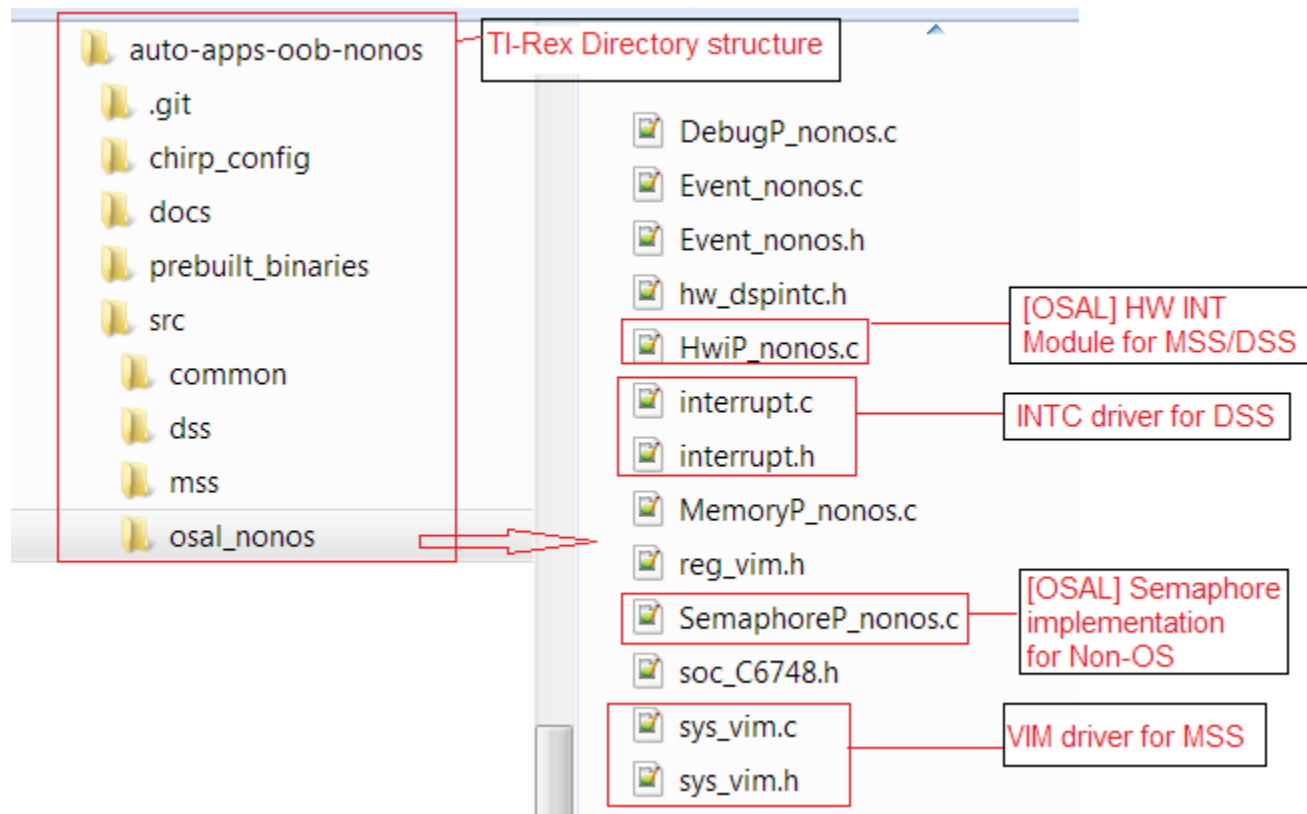 auto-apps-oob-nonos
.git
chirp_config
docs
prebuilt_binaries
src
common
dss
mss
osal_nonos
TI-Rex Directory structure
DebugP_nonos.c
Event_nonos.c
Event_nonos.h
hw_dspintc.h
HwiP_nonos.c
interrupt.c
interrupt.h
MemoryP_nonos.c
reg_vim.h
SemaphoreP_nonos.c
soc_C6748.h
sys_vim.c
sys_vim.h
[OSAL] HW INT
Module for MSS/DSS
INTC driver for DSS
[OSAL] Semaphore
implementation
for Non-OS
VIM driver for MSS